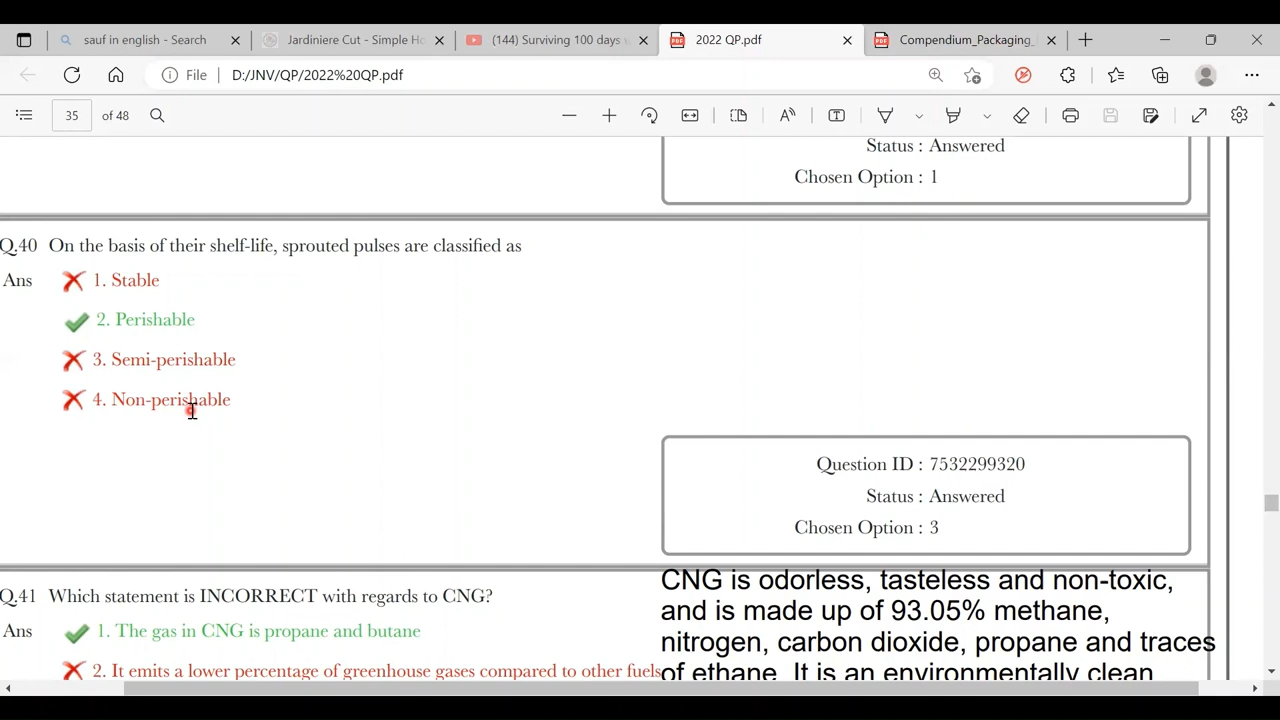 sauf in english - Search
Jardiniere Cut - Simple Ho
(144) Surviving 100 days
2022 QP.pdf
Compendium_Packaging_
File
D:/JNV/QP/2022%20QP.pdf
35 of 48
Status : Answered
Chosen Option : 1
Q.40 On the basis of their shelf-life, sprouted pulses are classified as
Ans 1. Stable
2. Perishable
3. Semi-perishable
4. Non-perishable
Question ID : 7532299320
Status : Answered
Chosen Option : 3
Q.41 Which statement is INCORRECT with regards to CNG?
Ans 1. The gas in CNG is propane and butane
2. It emits a lower percentage of greenhouse gases compared to other fuels
CNG is odorless, tasteless and non-toxic,
and is made up of 93.05% methane,
nitrogen, carbon dioxide, propane and traces
of ethane. It is an environmentally clean